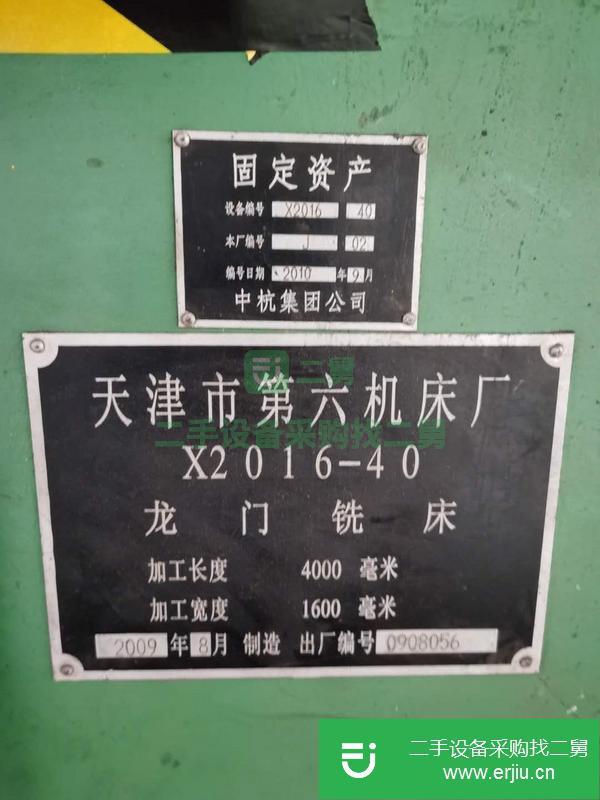 固定资产
设备编号 X2016 40
本厂编号 J 02
编号日期 2010 年 9 月
中杭集团公司
二舅
天津市第六机床厂
二手设备采购找二舅
X2016-40
龙门铣床
加工长度 4000 毫米
加工宽度 1600 毫米
2009 年 8 月 制造 出厂编号 0908056
二手设备采购找二舅
www.erjiu.cn